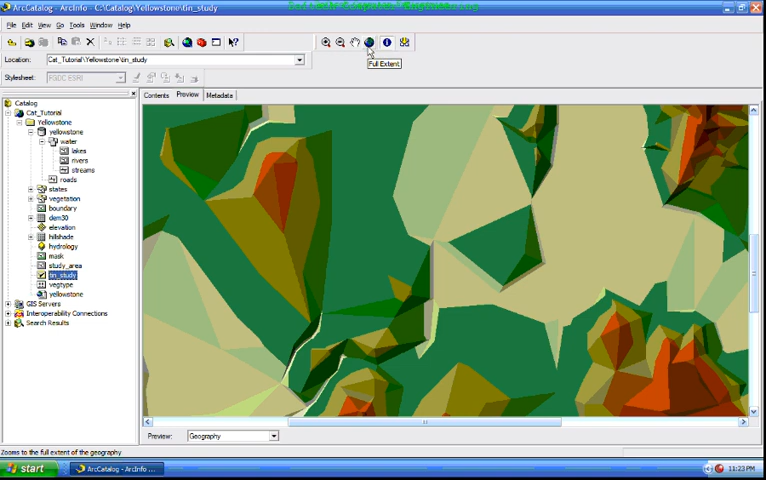 ArcCatalog - ArcInfo - C:\Catalog\Yellowstone\tin_study
File Edit View Go Tools Window Help
Location: Cat_Tutorial\Yellowstone\tin_study
Full Extent
Stylesheet: FGDC ESRI
Contents Preview Metadata
Catalog
Cat_Tutorial
Yellowstone
yellowstone
water
lakes
rivers
streams
roads
states
vegetation
boundary
dem30
elevation
hillshade
hydrology
mask
study_area
tin_study
vegtype
yellowstone
GIS Servers
Interoperability Connections
Search Results
Preview: Geography
Zooms to the full extent of the geography
start ArcCatalog - ArcInfo ... 11:23 PM